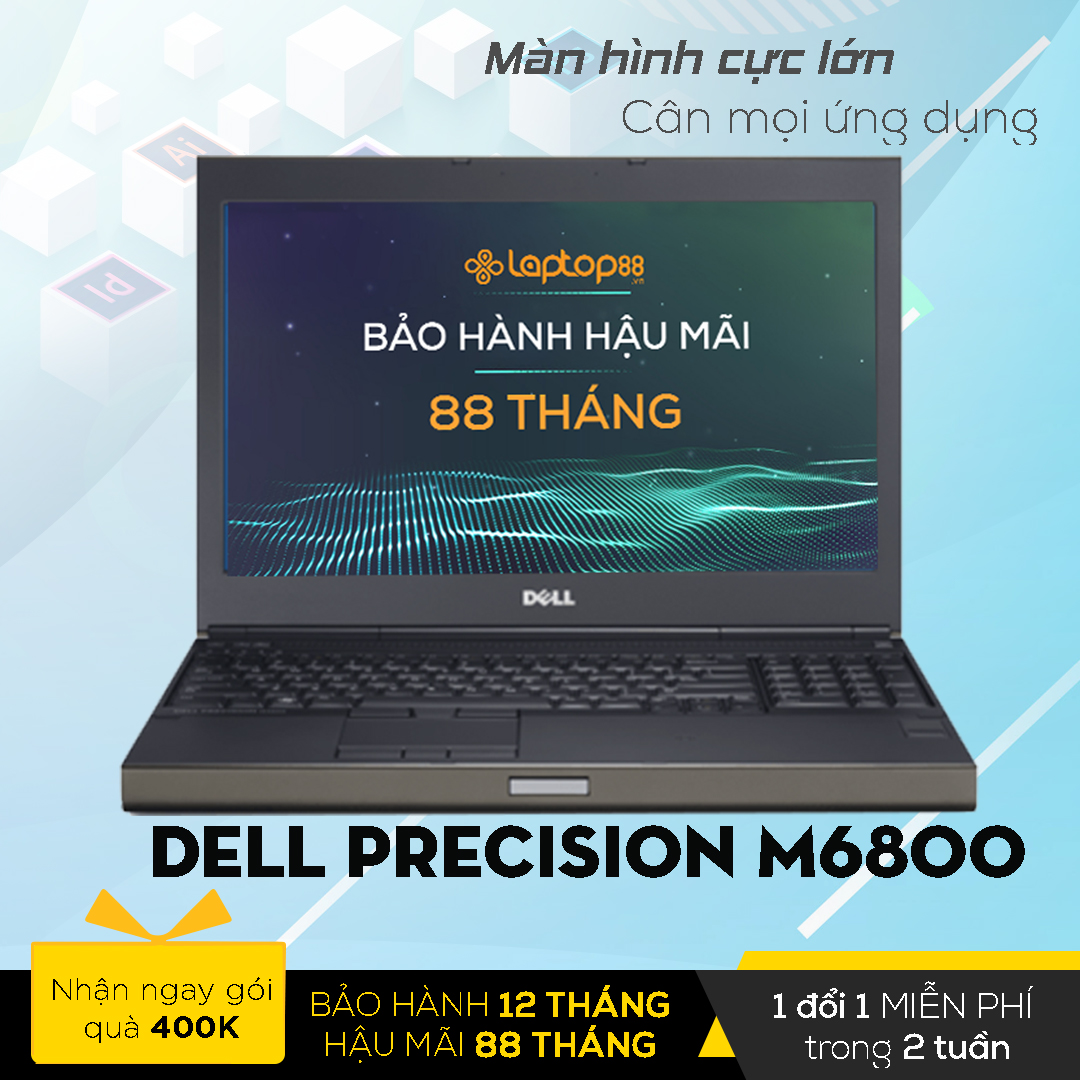 Màn hình cực lớn
Cân mọi ứng dụng
Ai
Pl
laptop88
.vn
BẢO HÀNH HẬU MÃI
88 THÁNG
DELL
DELL PRECISION M6800
Nhận ngay gói
quà 400K
BẢO HÀNH 12 THÁNG
HẬU MÃI 88 THÁNG
1 đổi 1 MIỄN PHÍ
trong 2 tuần